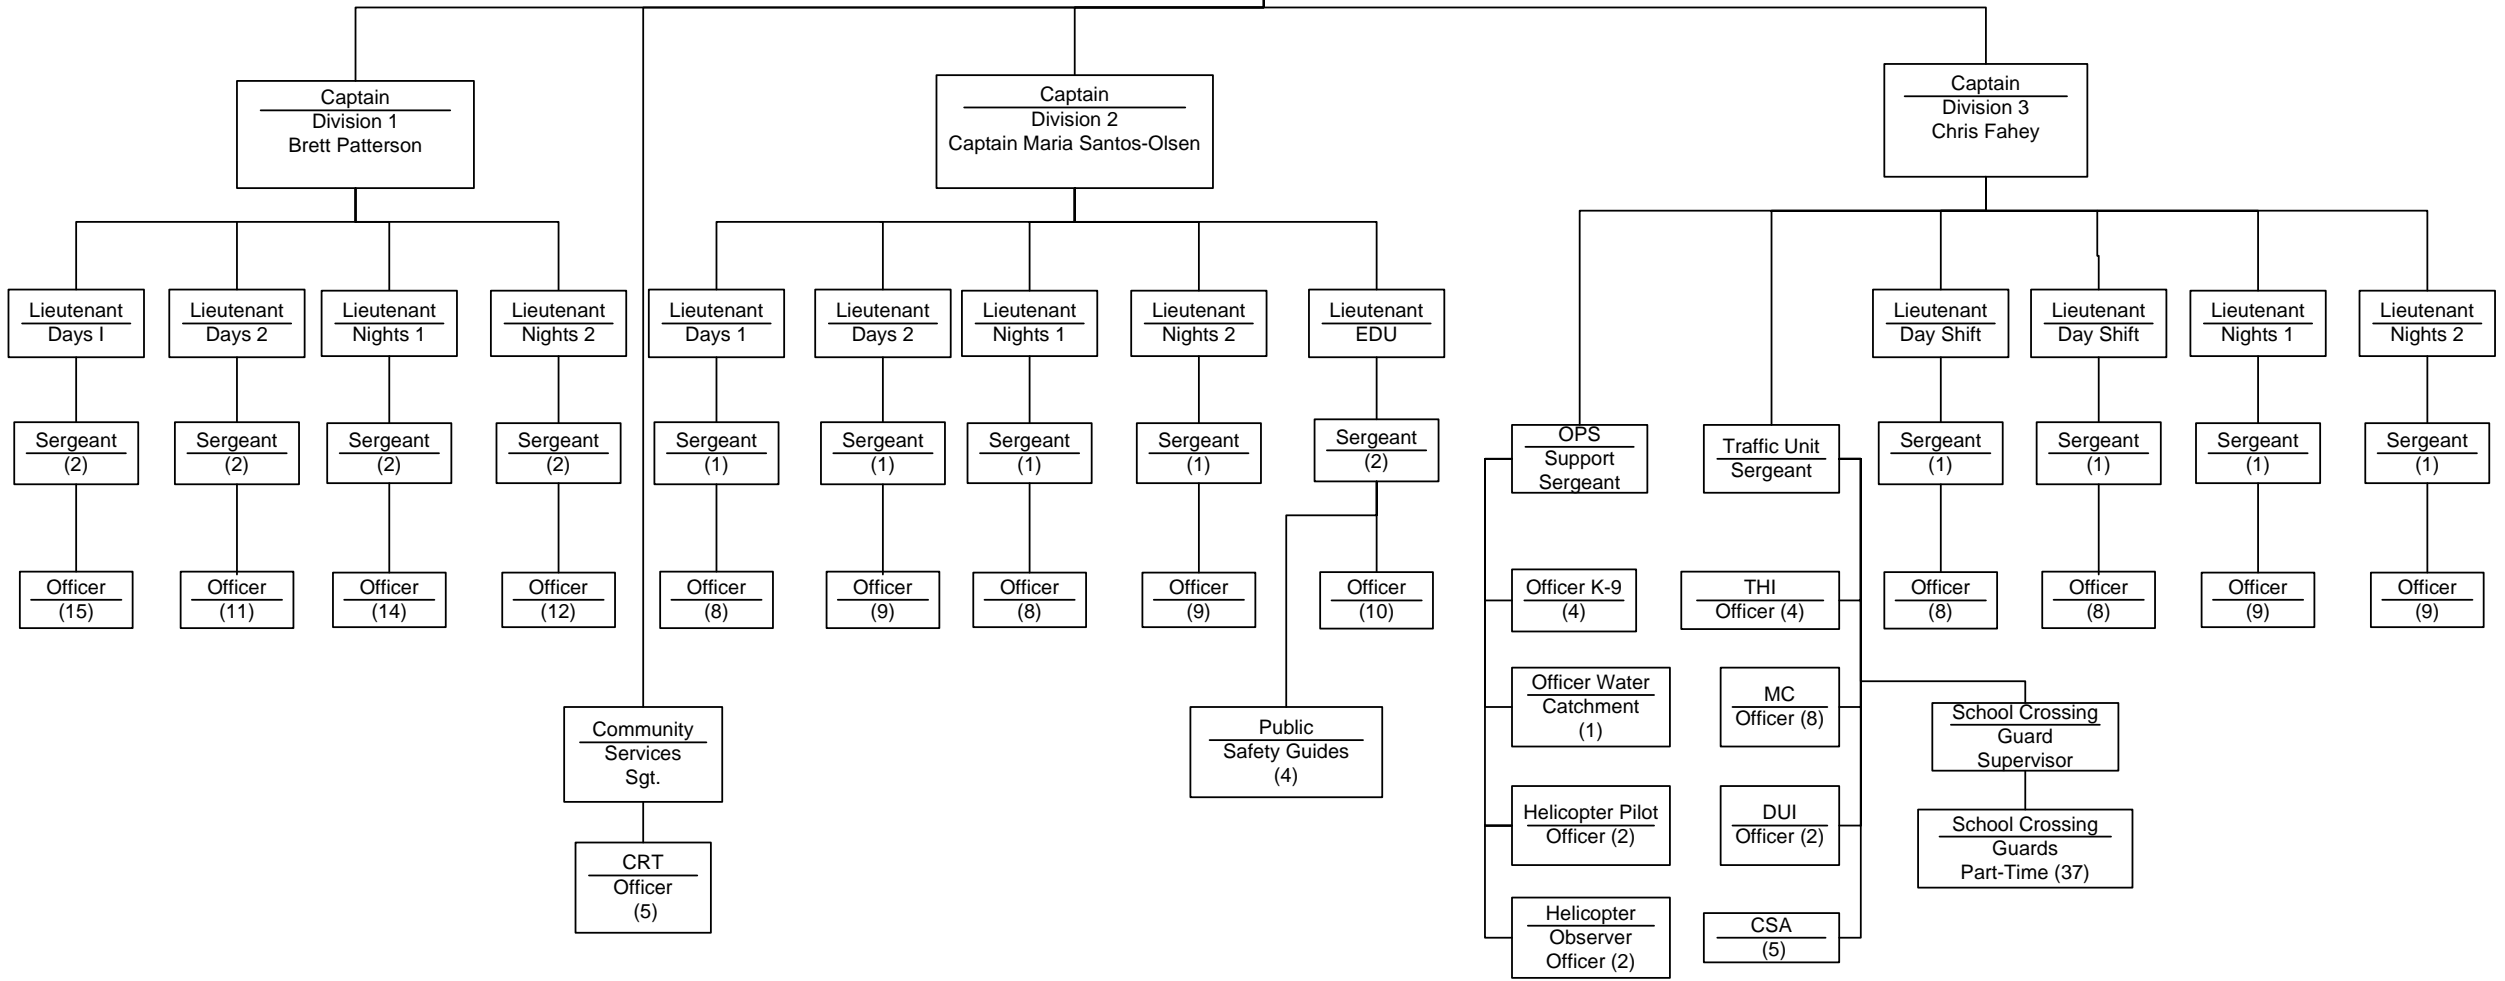 Captain
Division 1
Brett Patterson
Captain
Division 2
Captain Maria Santos-Olsen
Captain
Division 3
Chris Fahey
Lieutenant
Days I
Lieutenant
Days 2
Lieutenant
Nights 1
Lieutenant
Nights 2
Lieutenant
Days 1
Lieutenant
Days 2
Lieutenant
Nights 1
Lieutenant
Nights 2
Lieutenant
EDU
Lieutenant
Day Shift
Lieutenant
Day Shift
Lieutenant
Nights 1
Lieutenant
Nights 2
Sergeant
(2)
Sergeant
(2)
Sergeant
(2)
Sergeant
(2)
Sergeant
(1)
Sergeant
(1)
Sergeant
(1)
Sergeant
(1)
Sergeant
(2)
OPS
Support
Sergeant
Traffic Unit
Sergeant
Sergeant
(1)
Sergeant
(1)
Sergeant
(1)
Sergeant
(1)
Officer
(15)
Officer
(11)
Officer
(14)
Officer
(12)
Officer
(8)
Officer
(9)
Officer
(8)
Officer
(9)
Officer
(10)
Officer K-9
(4)
THI
Officer (4)
Officer
(8)
Officer
(8)
Officer
(9)
Officer
(9)
Community
Services
Sgt.
Public
Safety Guides
(4)
Officer Water
Catchment
(1)
MC
Officer (8)
School Crossing
Guard
Supervisor
Helicopter Pilot
Officer (2)
DUI
Officer (2)
School Crossing
Guards
Part-Time (37)
CRT
Officer
(5)
Helicopter
Observer
Officer (2)
CSA
(5)